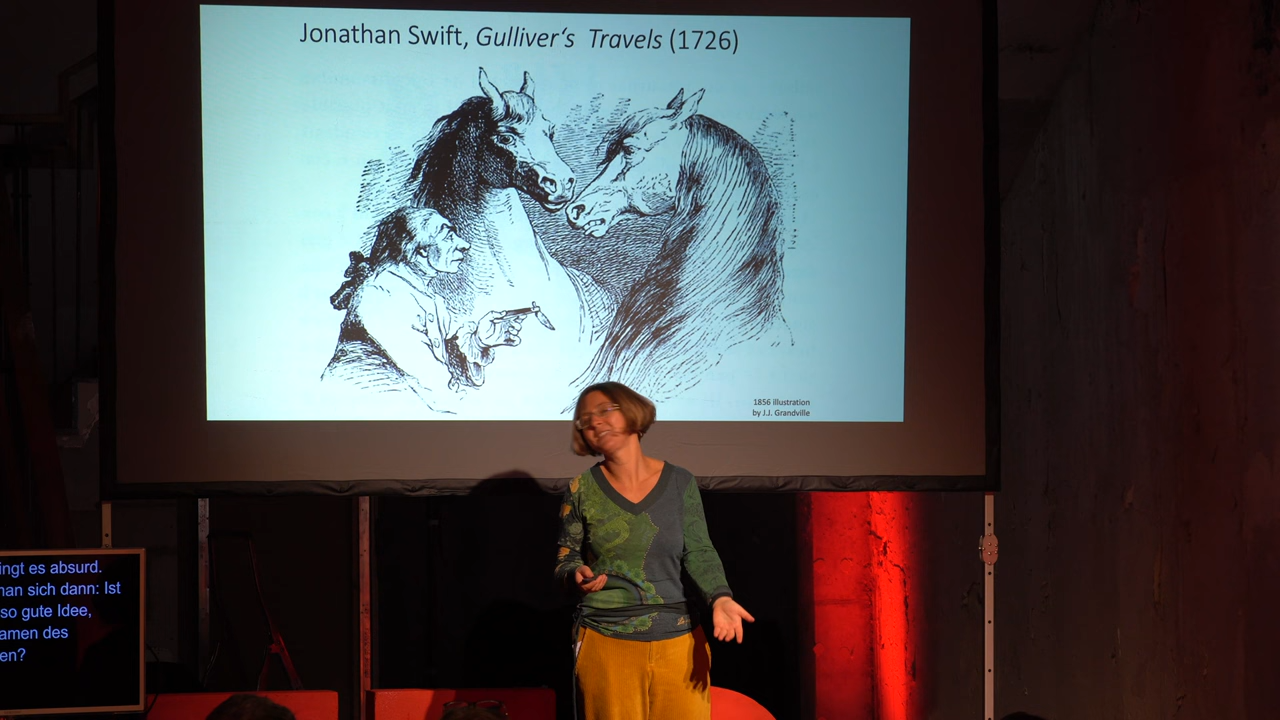 Jonathan Swift, Gulliver‘s Travels (1726)
1856 illustration
by J.J. Grandville
ingt es absurd.
nan sich dann: Ist
so gute Idee,
amen des
en?